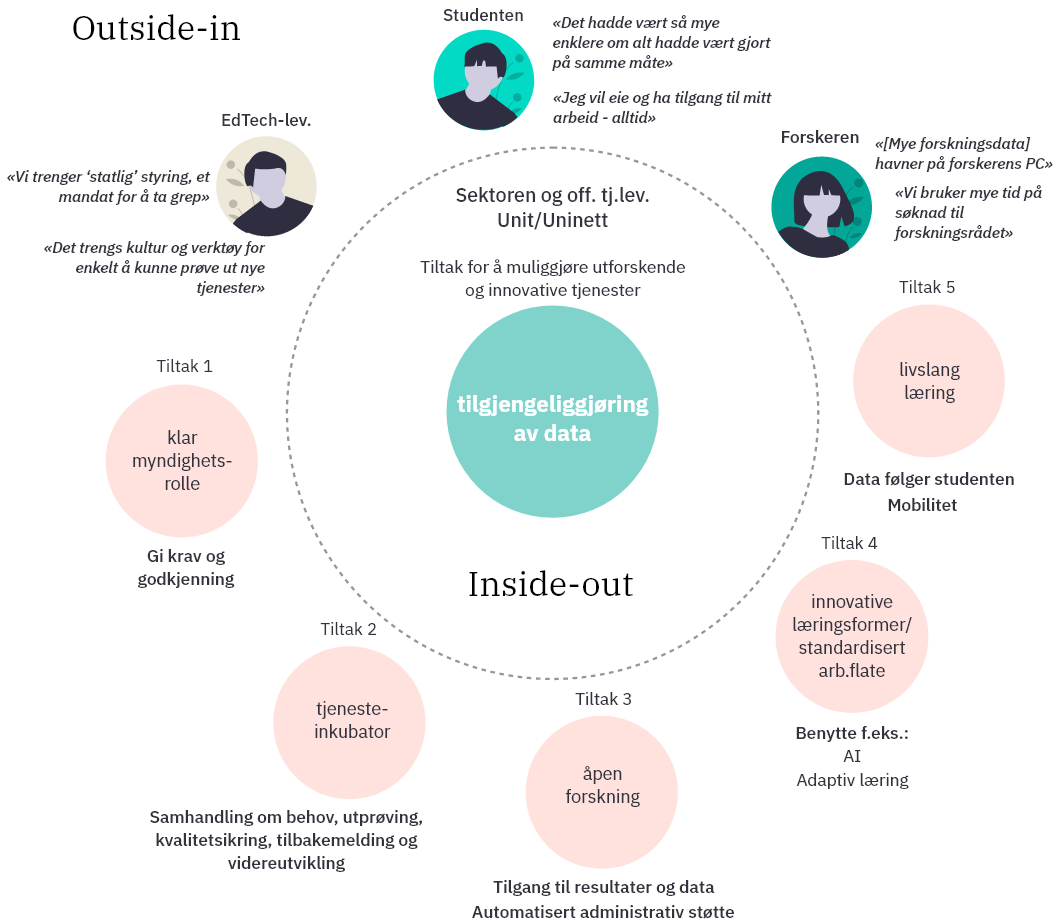 Outside-in
Studenten
«Det hadde vært så mye
enklere om alt hadde vært gjort
på samme måte»
«Jeg vil eie og ha tilgang til mitt
arbeid - alltid»
EdTech-lev.
«Vi trenger ‘statlig’ styring, et
mandat for å ta grep»
«Det trengs kultur og verktøy for
enkelt å kunne prøve ut nye
tjenester»
Forskeren
«[Mye forskningsdata]
havner på forskerens PC»
«Vi bruker mye tid på
søknad til
forskningsrådet»
Sektoren og off. tj.lev.
Unit/Uninett
Tiltak for å muliggjøre utforskende
og innovative tjenester
tilgjengeliggjøring
av data
Inside-out
Tiltak 1
klar
myndighets-
rolle
Gi krav og
godkjenning
Tiltak 2
tjeneste-
inkubator
Samhandling om behov, utprøving,
kvalitetsikring, tilbakemelding og
videreutvikling
Tiltak 3
åpen
forskning
Tilgang til resultater og data
Automatisert administrativ støtte
Tiltak 4
innovative
læringsformer/
standardisert
arb.flate
Benytte f.eks.:
AI
Adaptiv læring
Tiltak 5
livslang
læring
Data følger studenten
Mobilitet